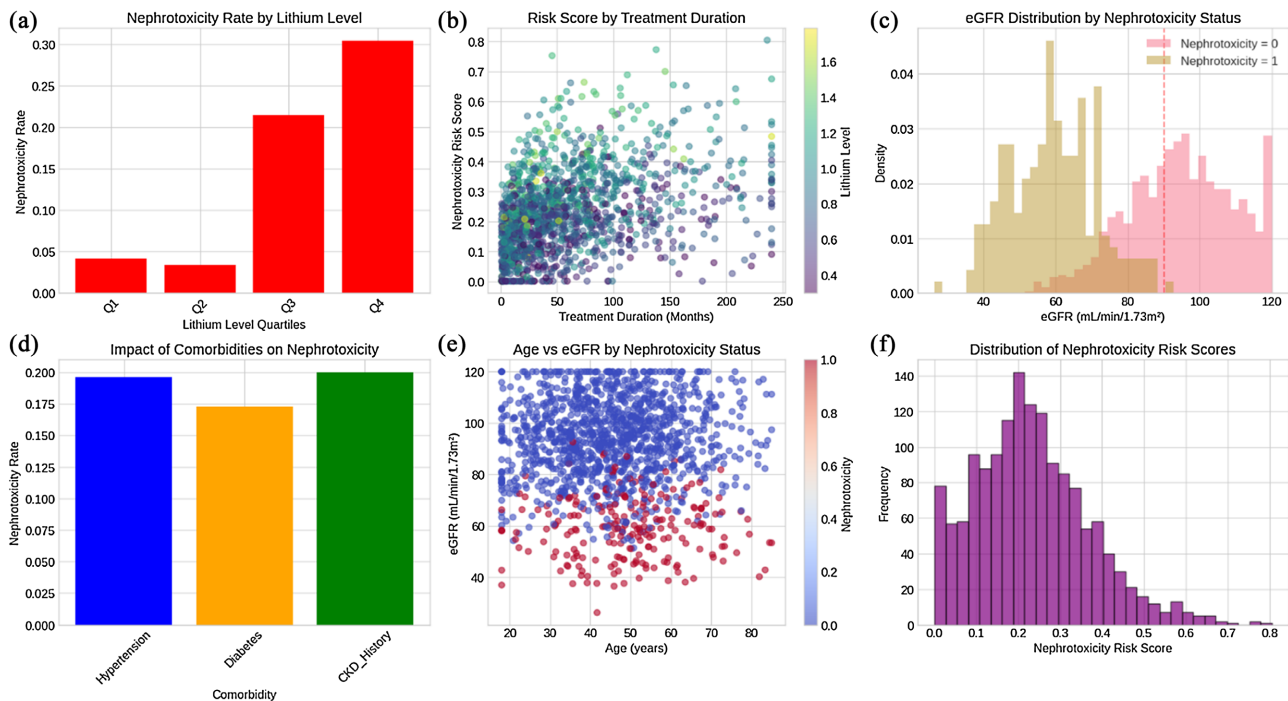 (a)
Nephrotoxicity Rate by Lithium Level
Nephrotoxicity Rate
0.30
0.25
0.20
0.15
0.10
0.05
0.00
Q1
Q2
Q3
Q4
Lithium Level Quartiles
(b)
Risk Score by Treatment Duration
Nephrotoxicity Risk Score
0.8
0.7
0.6
0.5
0.4
0.3
0.2
0.1
0.0
0
50
100
150
200
250
Treatment Duration (Months)
1.6
1.4
1.2
1.0
0.8
0.6
0.4
Lithium Level
(c)
eGFR Distribution by Nephrotoxicity Status
Nephrotoxicity = 0
Nephrotoxicity = 1
Density
0.04
0.03
0.02
0.01
0.00
40
60
80
100
120
eGFR (mL/min/1.73m²)
(d)
Impact of Comorbidities on Nephrotoxicity
Nephrotoxicity Rate
0.200
0.175
0.150
0.125
0.100
0.075
0.050
0.025
0.000
Hypertension
Diabetes
CKD_History
Comorbidity
(e)
Age vs eGFR by Nephrotoxicity Status
eGFR (mL/min/1.73m²)
120
100
80
60
40
20
30
40
50
60
70
80
Age (years)
1.0
0.8
0.6
0.4
0.2
0.0
Nephrotoxicity
(f)
Distribution of Nephrotoxicity Risk Scores
Frequency
140
120
100
80
60
40
20
0
0.0
0.1
0.2
0.3
0.4
0.5
0.6
0.7
0.8
Nephrotoxicity Risk Score